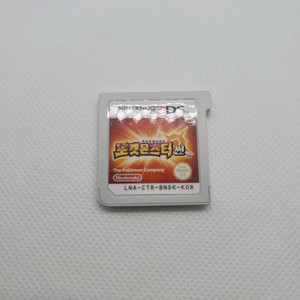 NINTENDO 3DS
포켓몬스터 썬
The Pokémon Company
Nintendo
LNA-CTR-BNDK-KOR